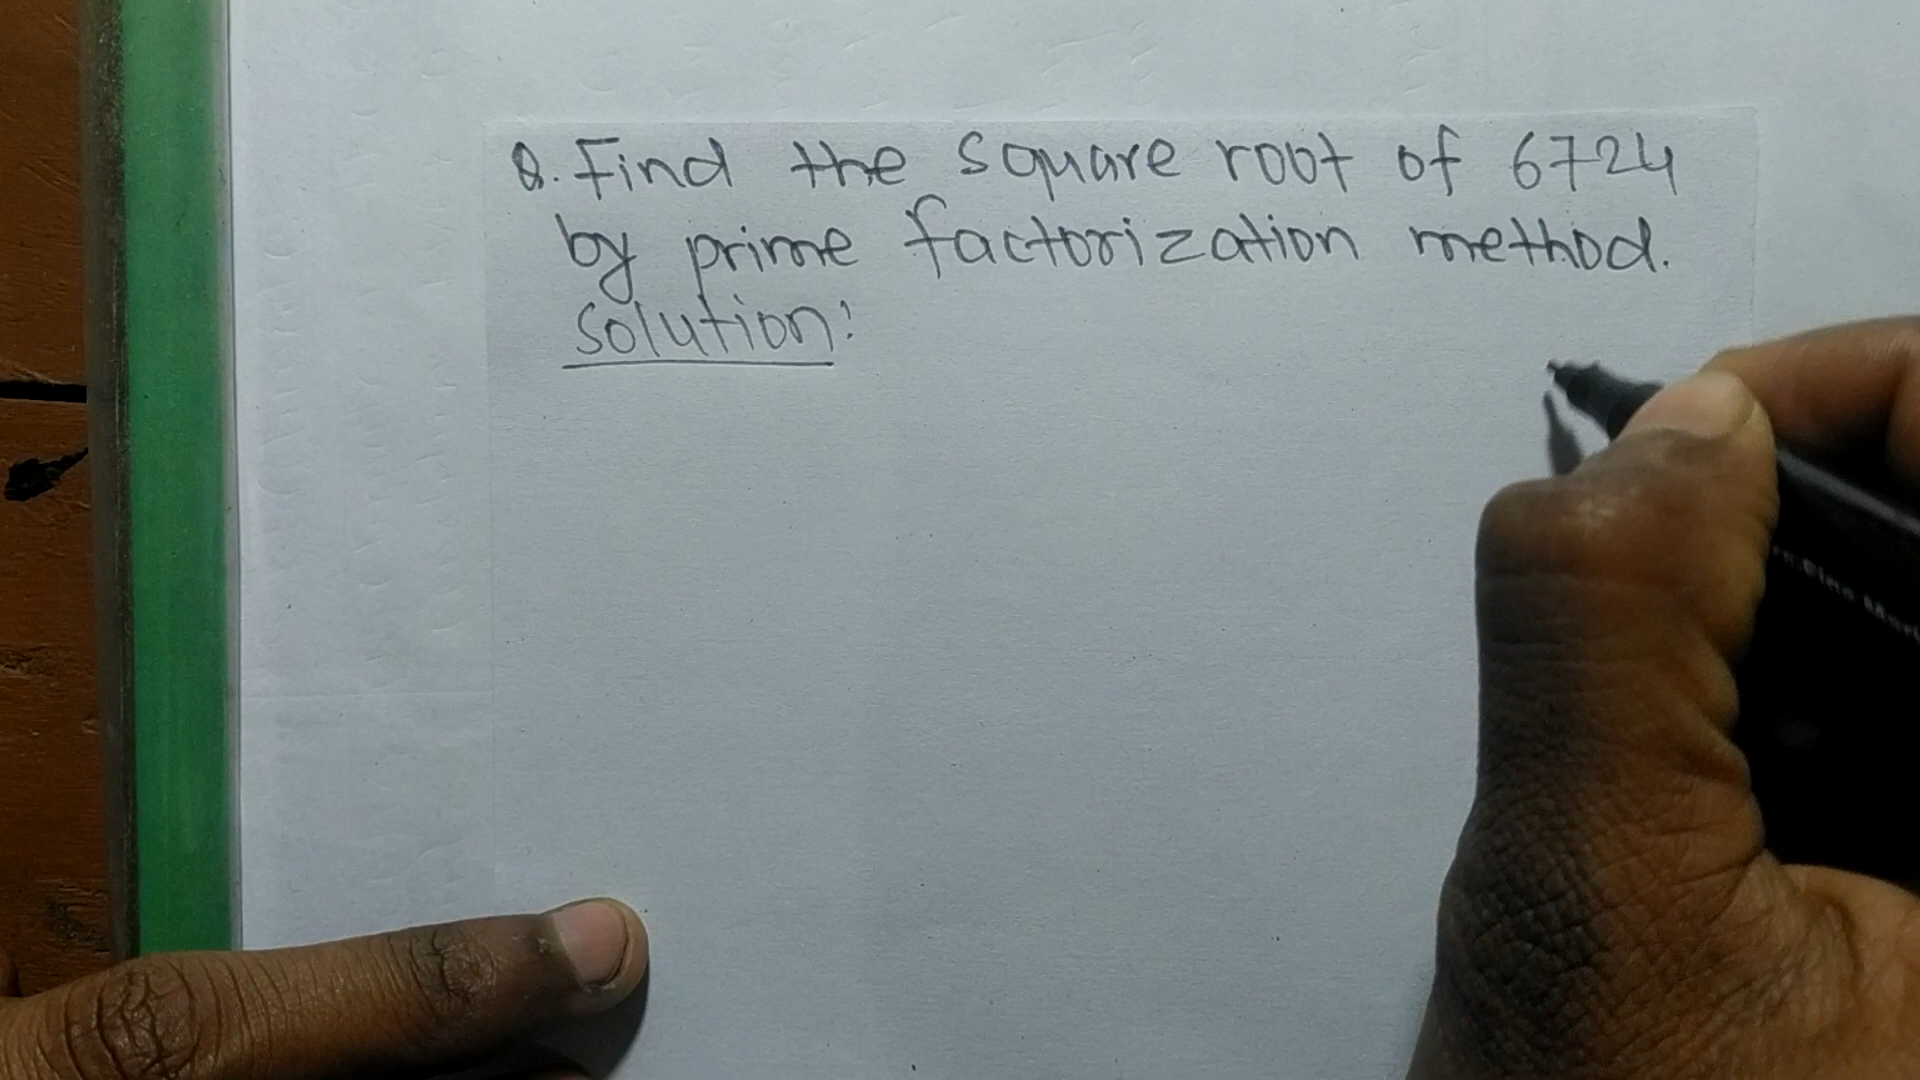 Q. Find the square root of 6724
by prime factorization method.
Solution: